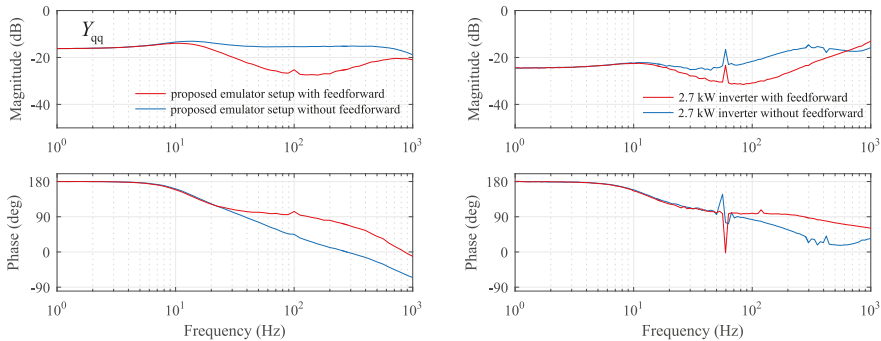 Y_qq
Magnitude (dB)
0
-20
-40
proposed emulator setup with feedforward
proposed emulator setup without feedforward
10^0 10^1 10^2 10^3
Phase (deg)
180
90
0
-90
10^0 10^1 10^2 10^3
Frequency (Hz)
Magnitude (dB)
0
-20
-40
2.7 kW inverter with feedforward
2.7 kW inverter without feedforward
10^0 10^1 10^2 10^3
Phase (deg)
180
90
0
-90
10^0 10^1 10^2 10^3
Frequency (Hz)